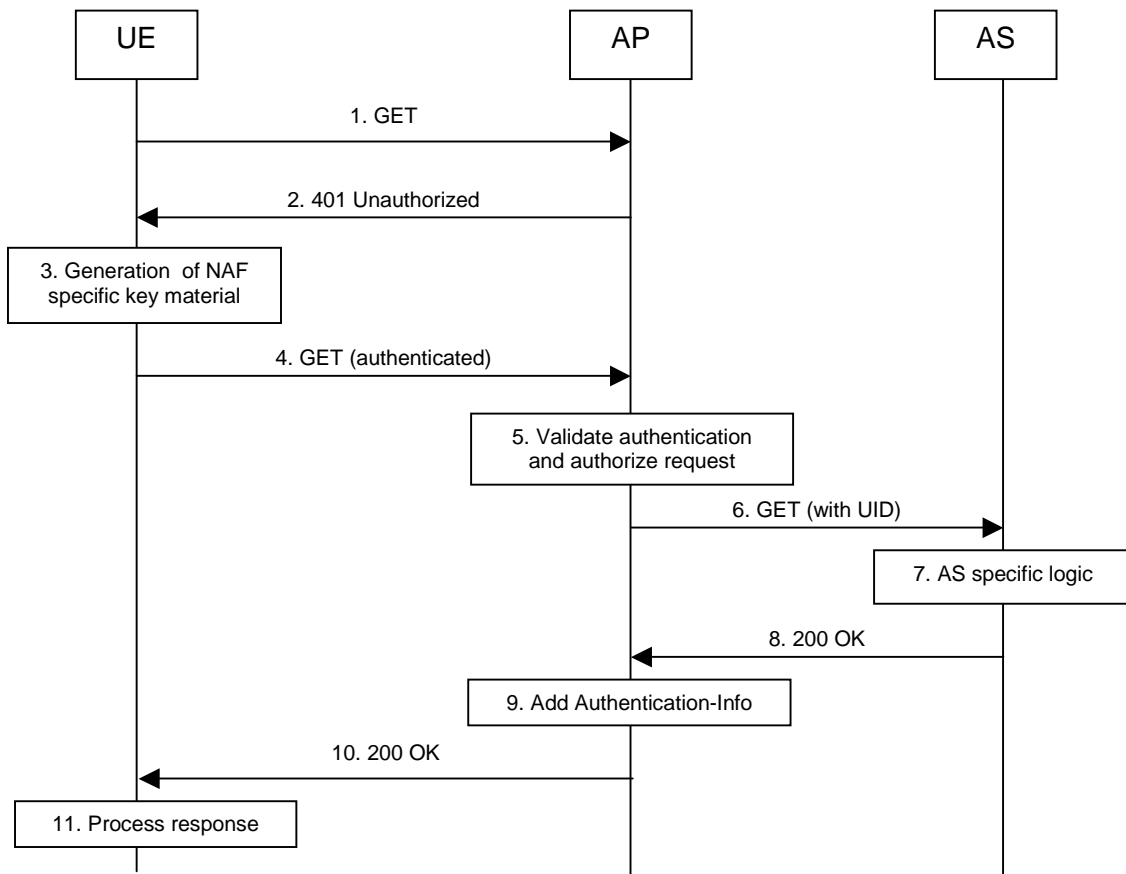 UE
AP
AS
1. GET
2. 401 Unauthorized
3. Generation of NAF
specific key material
4. GET (authenticated)
5. Validate authentication
and authorize request
6. GET (with UID)
7. AS specific logic
8. 200 OK
9. Add Authentication-Info
10. 200 OK
11. Process response